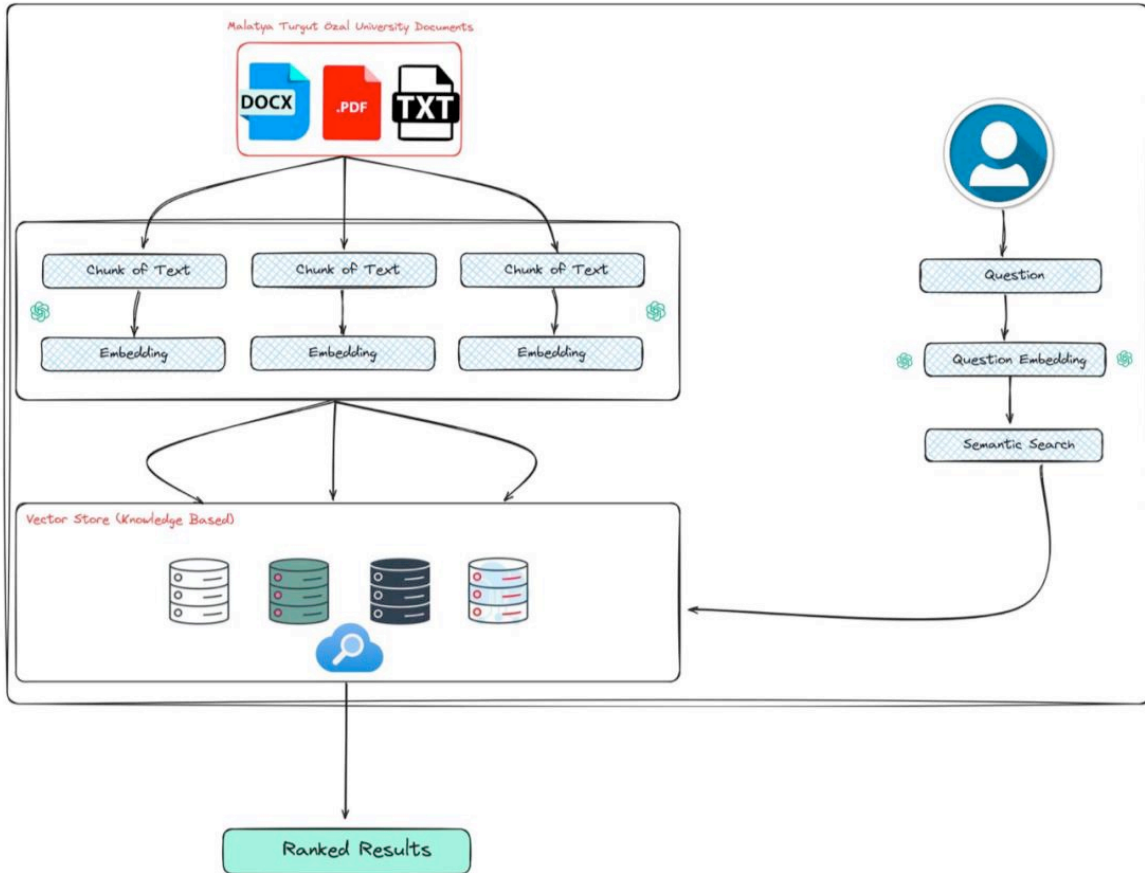 Malatya Turgut Özal University Documents
DOCX
.PDF
TXT
Chunk of Text
Chunk of Text
Chunk of Text
Embedding
Embedding
Embedding
Question
Question Embedding
Semantic Search
Vector Store (Knowledge Based)
Ranked Results